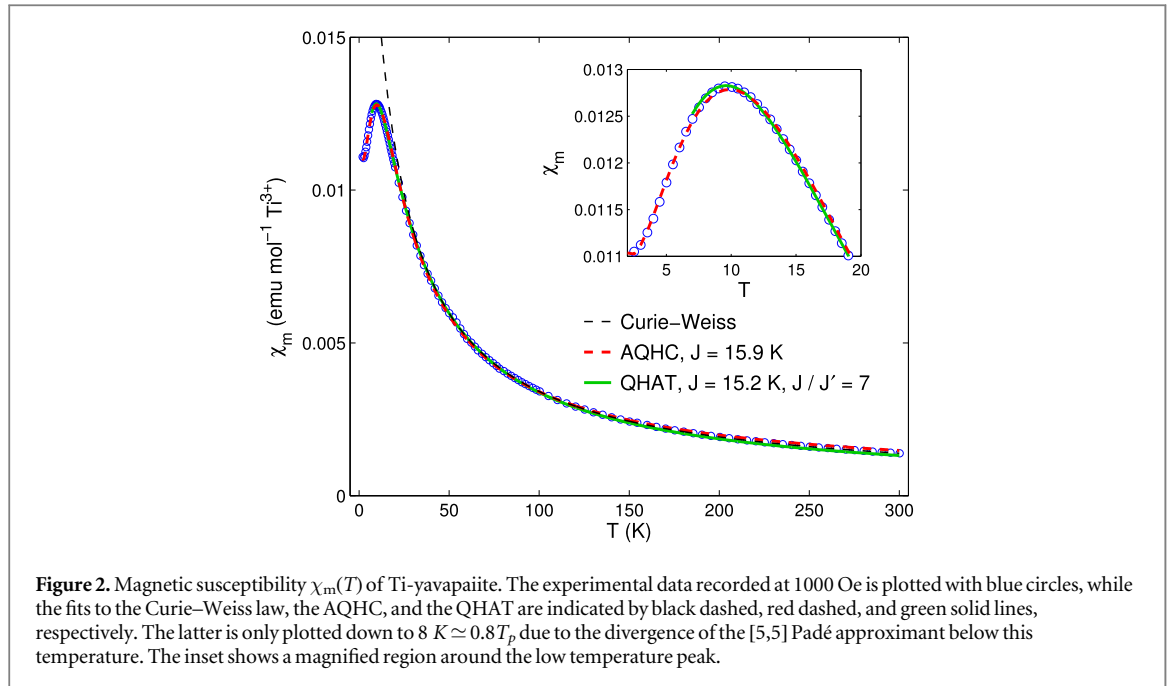 0.015
0.01
0.005
0
χm (emu mol−1 Ti3+)
0 50 100 150 200 250 300
T (K)
0.013
0.0125
0.012
0.0115
0.011
χm
5 10 15 20
T
Curie−Weiss
AQHC, J = 15.9 K
QHAT, J = 15.2 K, J / J′ = 7
Figure 2. Magnetic susceptibility χm(T) of Ti-yavapaiite. The experimental data recorded at 1000 Oe is plotted with blue circles, while
the fits to the Curie–Weiss law, the AQHC, and the QHAT are indicated by black dashed, red dashed, and green solid lines,
respectively. The latter is only plotted down to 8 K ≃ 0.8Tp due to the divergence of the [5,5] Padé approximant below this
temperature. The inset shows a magnified region around the low temperature peak.